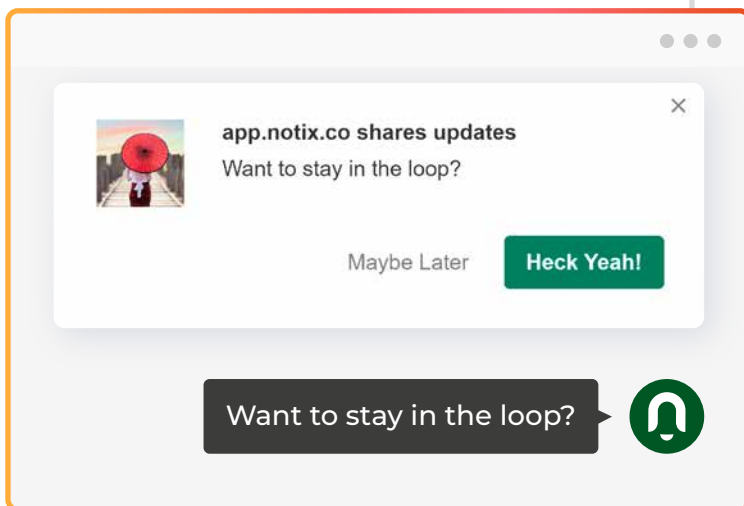 app.notix.co shares updates
Want to stay in the loop?
Maybe Later
Heck Yeah!
Want to stay in the loop?